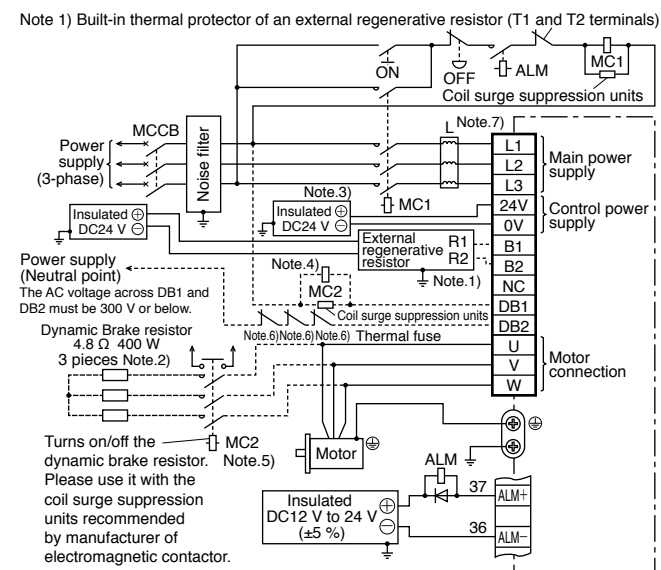 Note 1) Built-in thermal protector of an external regenerative resistor (T1 and T2 terminals)
ON
OFF
ALM
MC1
Coil surge suppression units
MCCB
Power
supply
(3-phase)
Noise filter
L Note.7)
MC1
L1
L2
L3
24V
0V
B1
B2
NC
DB1
DB2
U
V
W
Main power
supply
Control power
supply
Motor
connection
Insulated ⊕
DC24 V ⊖
Note.3)
Insulated ⊕
DC24 V ⊖
External
regenerative
resistor
R1
R2
Note.1)
Power supply
(Neutral point)
The AC voltage across DB1 and
DB2 must be 300 V or below.
Note.4)
MC2
Coil surge suppression units
Note.6) Note.6) Note.6)
Thermal fuse
Dynamic Brake resistor
4.8 Ω 400 W
3 pieces Note.2)
MC2
Note.5)
Turns on/off the
dynamic brake resistor.
Please use it with the
coil surge suppression
units recommended
by manufacturer of
electromagnetic contactor.
Motor
ALM
37
ALM+
36
ALM−
Insulated
DC12 V to 24 V
(±5 %)